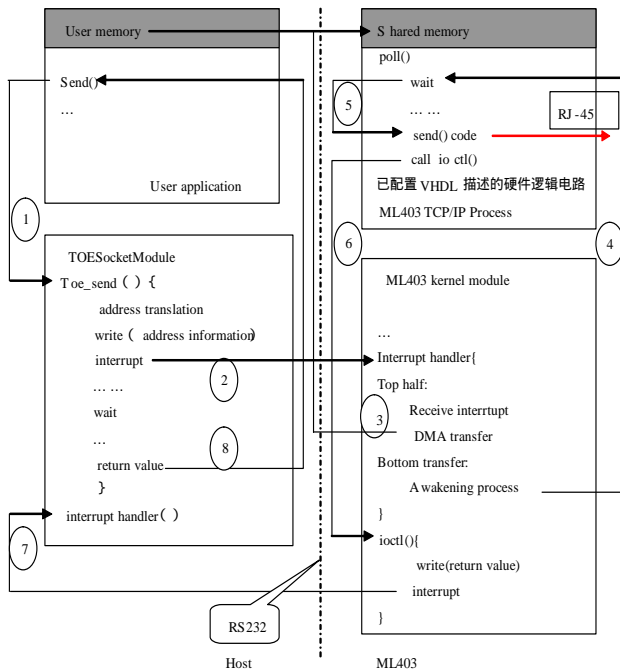 User memory
Send()
…
User application
1
TOESocketModule
Toe_send ( ) {
address translation
write ( address information)
interrupt
… …
2
wait
…
8
return value
}
interrupt handler( )
7
RS232
Host
S hared memory
poll()
wait
5
… …
RJ-45
send() code
call io ctl()
已配置 VHDL 描述的硬件逻辑电路
ML403 TCP/IP Process
6
4
ML403 kernel module
…
Interrupt handler{
Top half:
3
Receive interrtupt
DMA transfer
Bottom transfer:
Awakening process
}
ioctl(){
write(return value)
interrupt
}
ML403